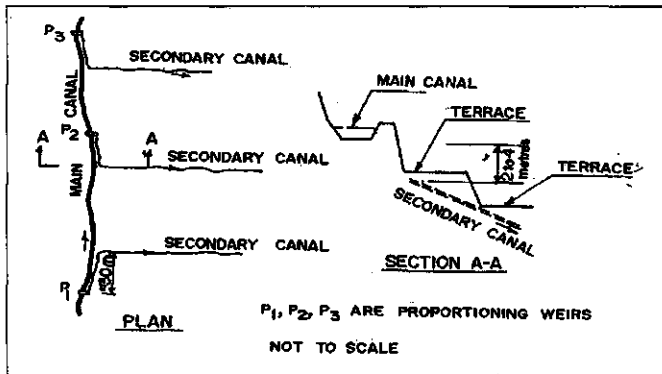 P3
SECONDARY CANAL
MAIN CANAL
A
P2
A
SECONDARY CANAL
SECONDARY CANAL
P1
PLAN
MAIN CANAL
TERRACE
2 to 4
metres
TERRACE
SECONDARY CANAL
SECTION A-A
P1, P2, P3 ARE PROPORTIONING WEIRS
NOT TO SCALE